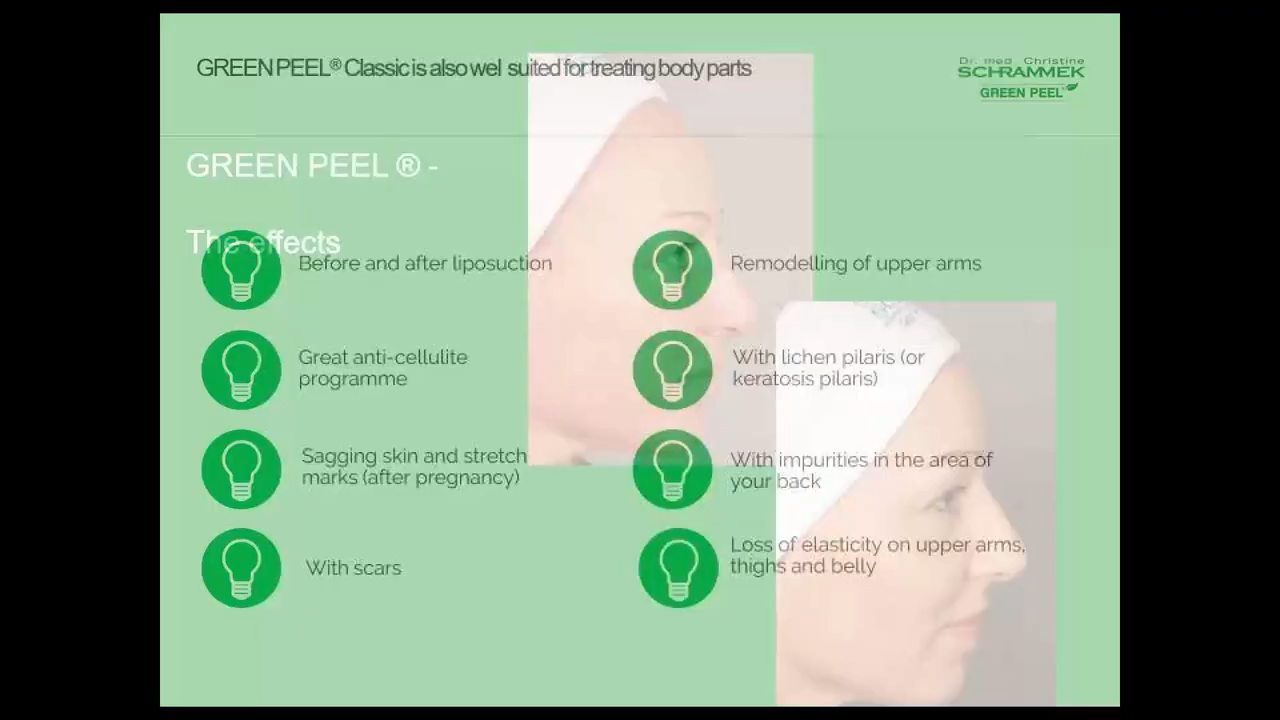 GREEN PEEL® Classic is also wel suited for treating body parts
Dr. med. Christine
SCHRAMMEK
GREEN PEEL
GREEN PEEL ® -
The effects
Before and after liposuction
Great anti-cellulite
programme
Sagging skin and stretch
marks (after pregnancy)
With scars
Remodelling of upper arms
With lichen pilaris (or
keratosis pilaris)
With impurities in the area of
your back
Loss of elasticity on upper arms,
thighs and belly